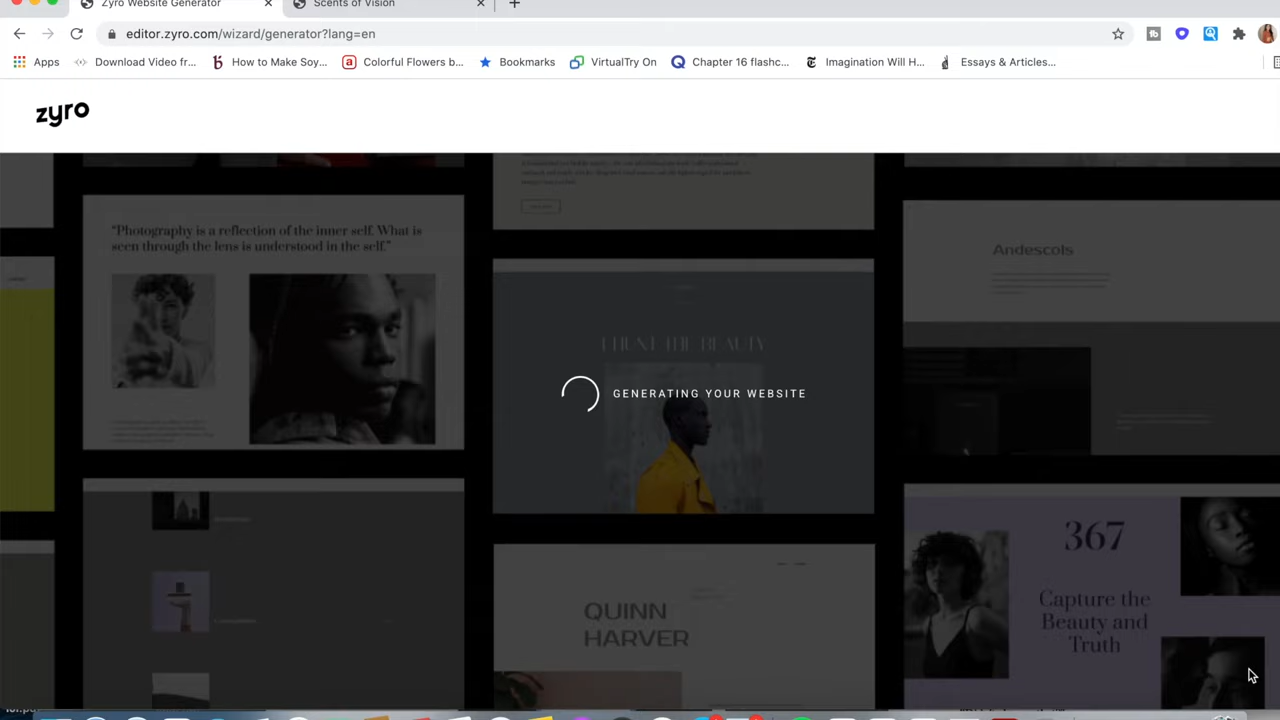 Zyro Website Generator
Scents of Vision
editor.zyro.com/wizard/generator?lang=en
Apps
Download Video fr...
How to Make Soy...
Colorful Flowers b...
Bookmarks
VirtualTry On
Chapter 16 flashc...
Imagination Will H...
Essays & Articles...
zyro
"Photography is a reflection of the inner self. What is
seen through the lens is understood in the self."
Andescols
I HUNT THE BEAUTY
GENERATING YOUR WEBSITE
QUINN
HARVER
367
Capture the
Beauty and
Truth